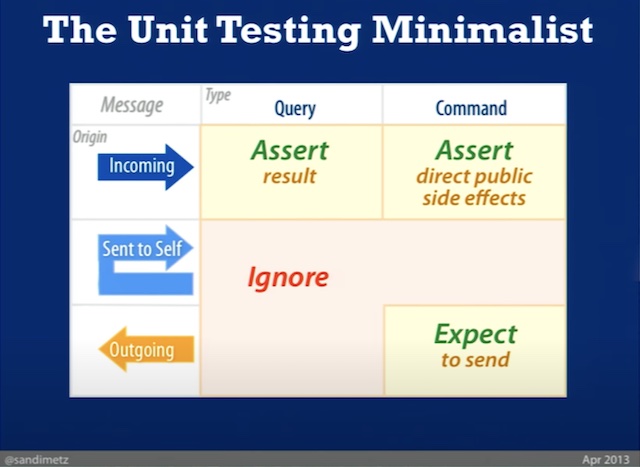 The Unit Testing Minimalist
Message
Type
Query
Command
Origin
Incoming
Assert
result
Assert
direct public
side effects
Sent to Self
Ignore
Outgoing
Expect
to send
@sandimetz
Apr 2013